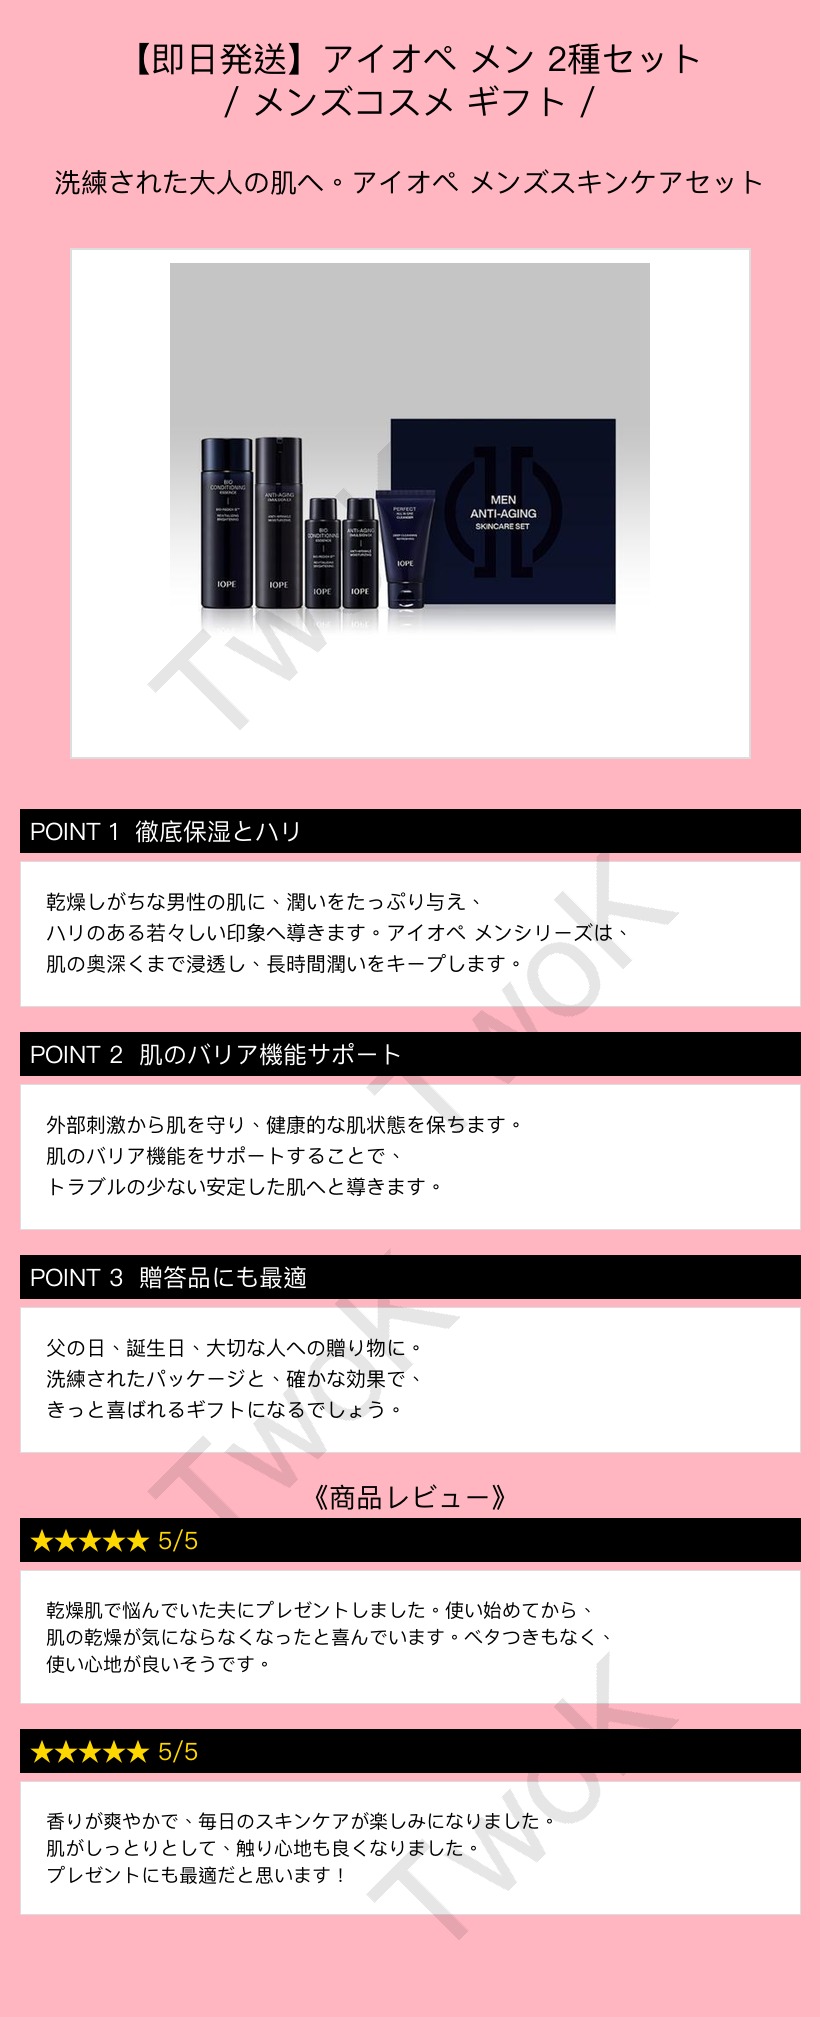 【即日発送】アイオペ メン 2種セット
/ メンズコスメ ギフト /
洗練された大人の肌へ。アイオペ メンズスキンケアセット
BIO
CONDITIONING
ESSENCE
REVITALIZING
BRIGHTENING
IOPE
ANTI-AGING
EMULSION EX
ANTI-WRINKLE
MOISTURIZING
IOPE
BIO
CONDITIONING
ESSENCE
REVITALIZING
BRIGHTENING
IOPE
ANTI-AGING
EMULSION EX
ANTI-WRINKLE
MOISTURIZING
IOPE
PERFECT
ALL IN ONE
CLEANSER
DEEP CLEANSING
REFRESHING
IOPE
MEN
ANTI-AGING
SKINCARE SET
TwoK
POINT 1 徹底保湿とハリ
乾燥しがちな男性の肌に、潤いをたっぷり与え、
ハリのある若々しい印象へ導きます。アイオペ メンシリーズは、
肌の奥深くまで浸透し、長時間潤いをキープします。
TwoK
POINT 2 肌のバリア機能サポート
外部刺激から肌を守り、健康的な肌状態を保ちます。
肌のバリア機能をサポートすることで、
トラブルの少ない安定した肌へと導きます。
POINT 3 贈答品にも最適
父の日、誕生日、大切な人への贈り物に。
洗練されたパッケージと、確かな効果で、
きっと喜ばれるギフトになるでしょう。
TwoK
《商品レビュー》
★★★★★ 5/5
乾燥肌で悩んでいた夫にプレゼントしました。使い始めてから、
肌の乾燥が気にならなくなったと喜んでいます。ベタつきもなく、
使い心地が良いそうです。
★★★★★ 5/5
香りが爽やかで、毎日のスキンケアが楽しみになりました。
肌がしっとりとして、触り心地も良くなりました。
プレゼントにも最適だと思います！
TwoK